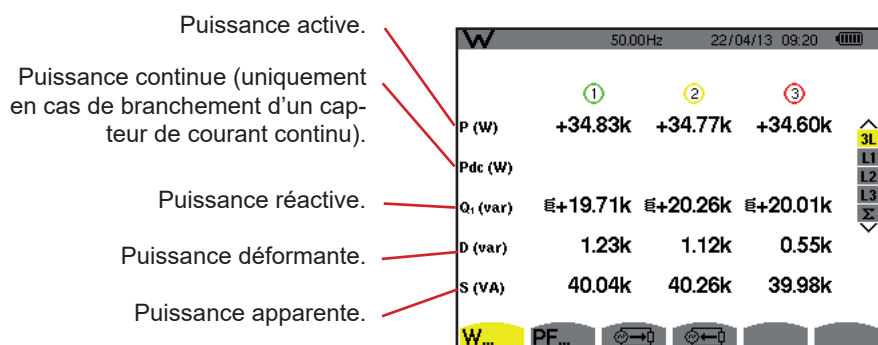 Puissance active.
Puissance continue (uniquement
en cas de branchement d'un cap-
teur de courant continu).
Puissance réactive.
Puissance déformante.
Puissance apparente.
W 50.00Hz 22/04/13 09:20
1 2 3
P (W) +34.83k +34.77k +34.60k
Pdc (W)
Q₁ (var) +19.71k +20.26k +20.01k
D (var) 1.23k 1.12k 0.55k
S (VA) 40.04k 40.26k 39.98k
3L
L1
L2
L3
Σ
W... PF...